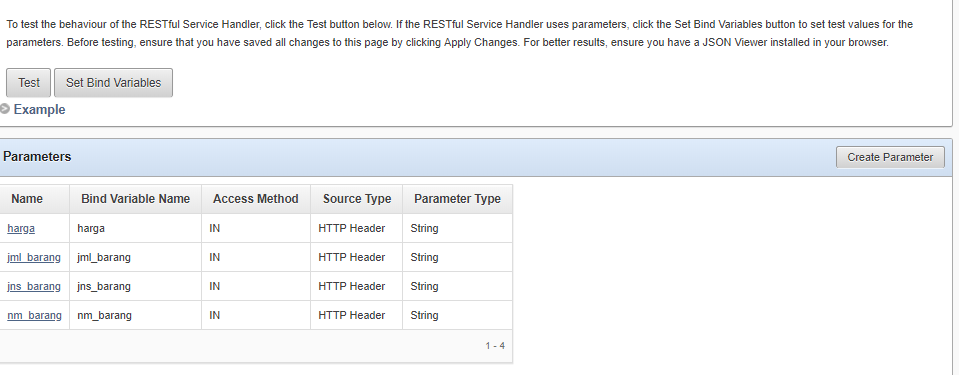 To test the behaviour of the RESTful Service Handler, click the Test button below. If the RESTful Service Handler uses parameters, click the Set Bind Variables button to set test values for the
parameters. Before testing, ensure that you have saved all changes to this page by clicking Apply Changes. For better results, ensure you have a JSON Viewer installed in your browser.
Test Set Bind Variables
Example
Parameters Create Parameter
Name Bind Variable Name Access Method Source Type Parameter Type
harga harga IN HTTP Header String
jml_barang jml_barang IN HTTP Header String
jns_barang jns_barang IN HTTP Header String
nm_barang nm_barang IN HTTP Header String
1 - 4